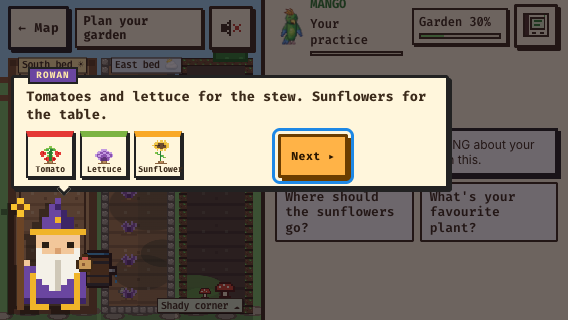 ← Map
Plan your
garden
MANGO
Your
practice
Garden 30%
South bed
East bed
ROWAN
Tomatoes and lettuce for the stew. Sunflowers for
the table.
Tomato
Lettuce
Sunflower
Next ▸
NG about your
this.
Where should
the sunflowers
go?
What's your
favourite
plant?
Shady corner